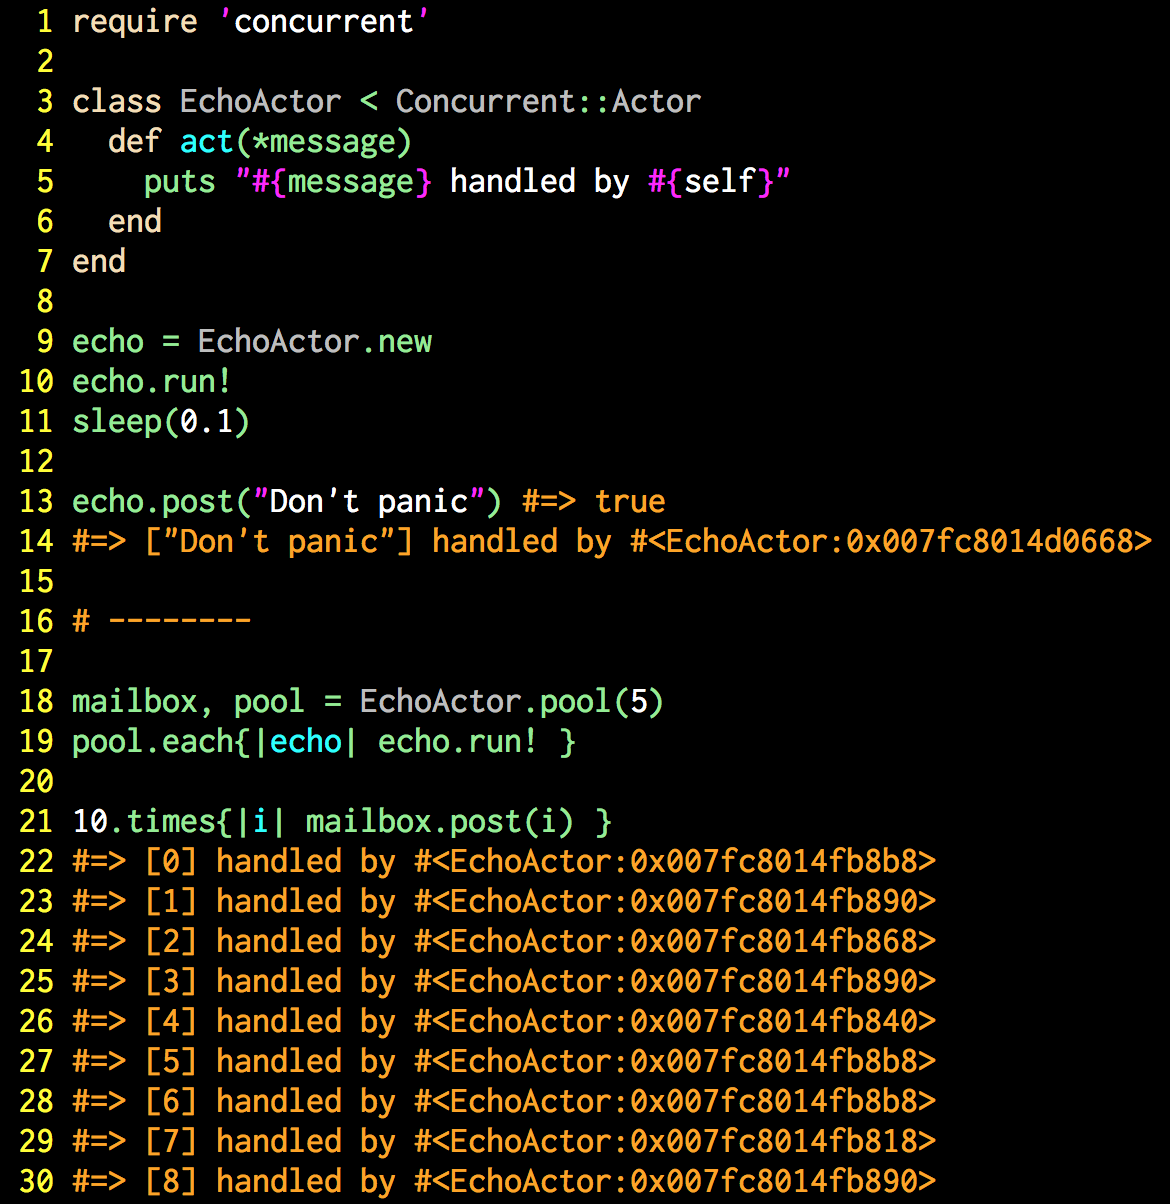 1 require 'concurrent'
2
3 class EchoActor < Concurrent::Actor
4   def act(*message)
5     puts "#{message} handled by #{self}"
6   end
7 end
8
9 echo = EchoActor.new
10 echo.run!
11 sleep(0.1)
12
13 echo.post("Don't panic") #=> true
14 #=> ["Don't panic"] handled by #<EchoActor:0x007fc8014d0668>
15
16 # --------
17
18 mailbox, pool = EchoActor.pool(5)
19 pool.each{|echo| echo.run! }
20
21 10.times{|i| mailbox.post(i) }
22 #=> [0] handled by #<EchoActor:0x007fc8014fb8b8>
23 #=> [1] handled by #<EchoActor:0x007fc8014fb890>
24 #=> [2] handled by #<EchoActor:0x007fc8014fb868>
25 #=> [3] handled by #<EchoActor:0x007fc8014fb890>
26 #=> [4] handled by #<EchoActor:0x007fc8014fb840>
27 #=> [5] handled by #<EchoActor:0x007fc8014fb8b8>
28 #=> [6] handled by #<EchoActor:0x007fc8014fb8b8>
29 #=> [7] handled by #<EchoActor:0x007fc8014fb818>
30 #=> [8] handled by #<EchoActor:0x007fc8014fb890>